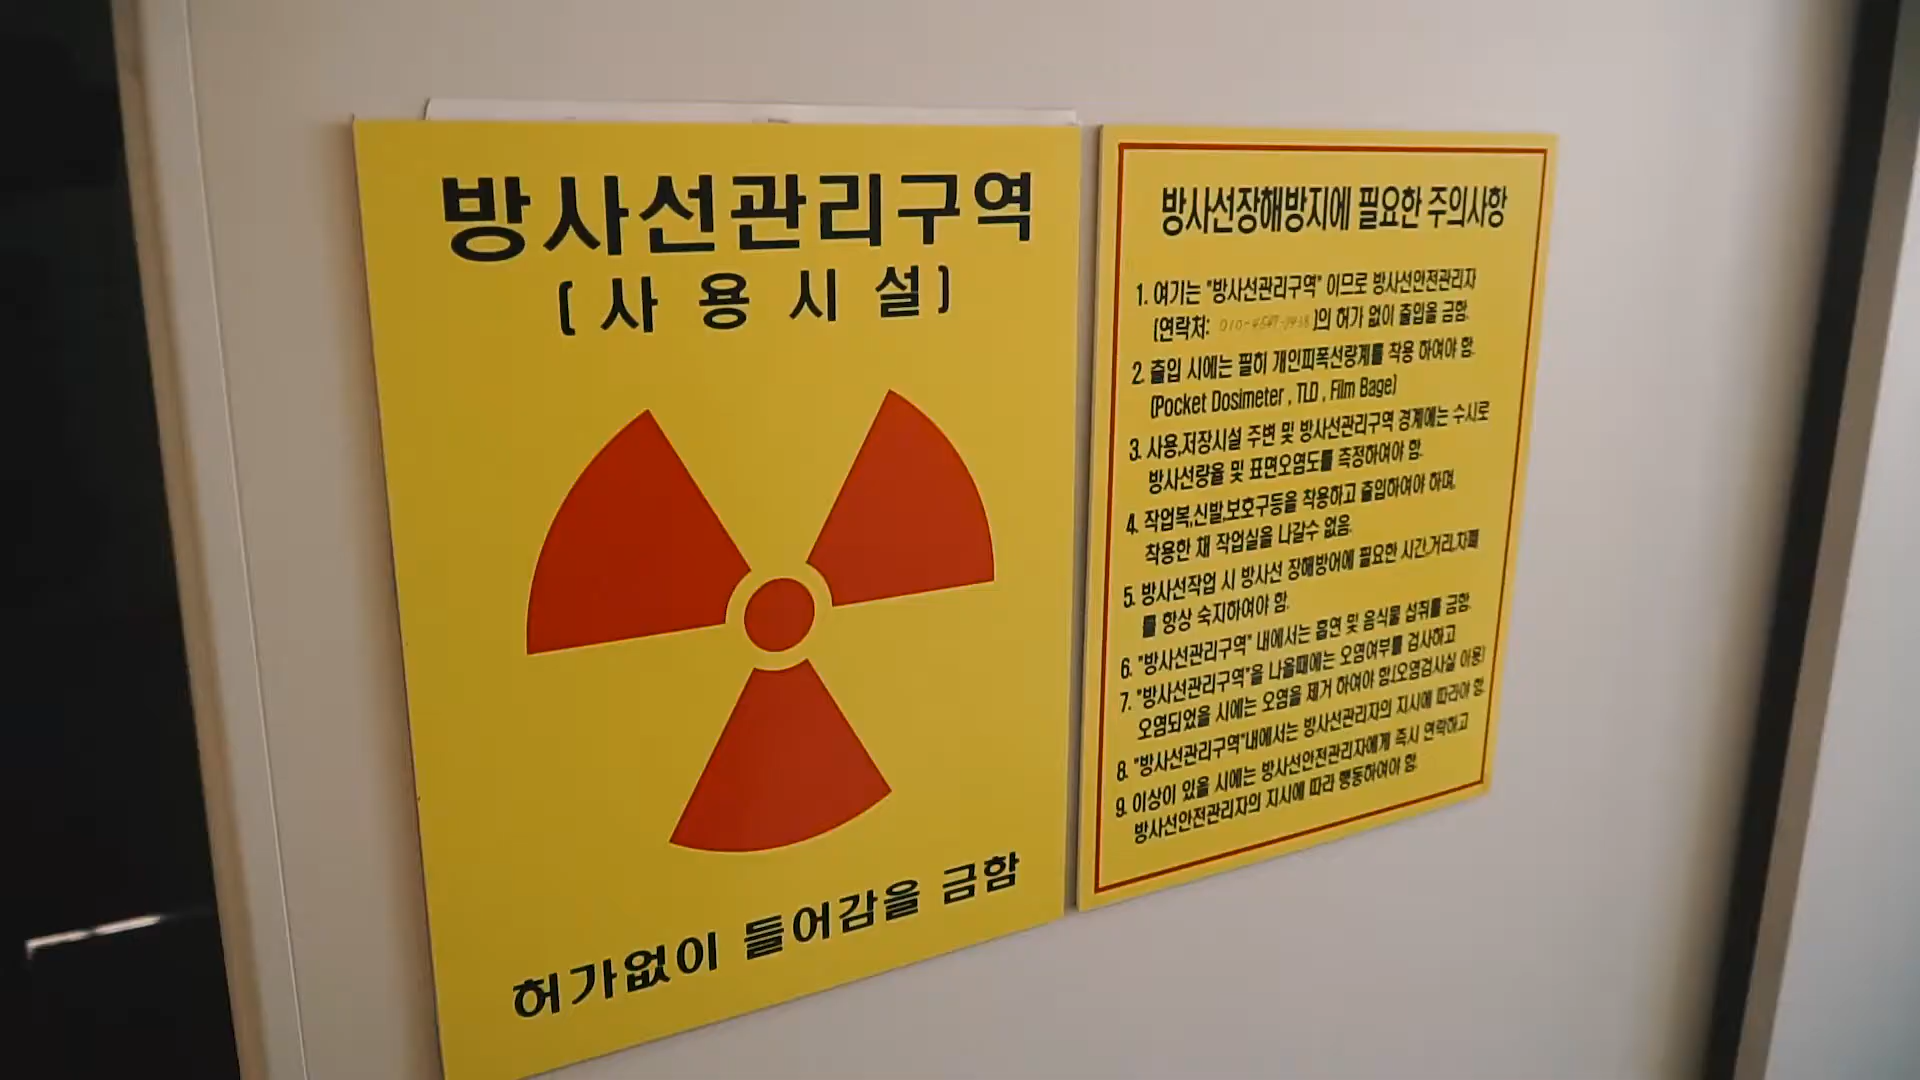 방사선관리구역
(사 용 시 설)
허가없이 들어감을 금함
방사선장해방지에 필요한 주의사항
1. 여기는 "방사선관리구역" 이므로 방사선안전관리자
(연락처: )의 허가 없이 출입을 금함.
2. 출입 시에는 필히 개인피폭선량계를 착용 하여야 함.
(Pocket Dosimeter , TLD , Film Bage)
3. 사용,저장시설 주변 및 방사선관리구역 경계에는 수시로
방사선량율 및 표면오염도를 측정하여야 함.
4. 작업복,신발,보호구등을 착용하고 출입하여야 하며,
착용한 채 작업실을 나갈수 없음.
5. 방사선작업 시 방사선 장해방어에 필요한 시간,거리,차폐
를 항상 숙지하여야 함.
6. "방사선관리구역" 내에서는 흡연 및 음식물 섭취를 금함.
7. "방사선관리구역"을 나올때에는 오염여부를 검사하고
오염되었을 시에는 오염을 제거 하여야 함.(오염검사실 이용)
8. "방사선관리구역"내에서는 방사선관리자의 지시에 따라야 함.
9. 이상이 있을 시에는 방사선안전관리자에게 즉시 연락하고
방사선안전관리자의 지시에 따라 행동하여야 함.